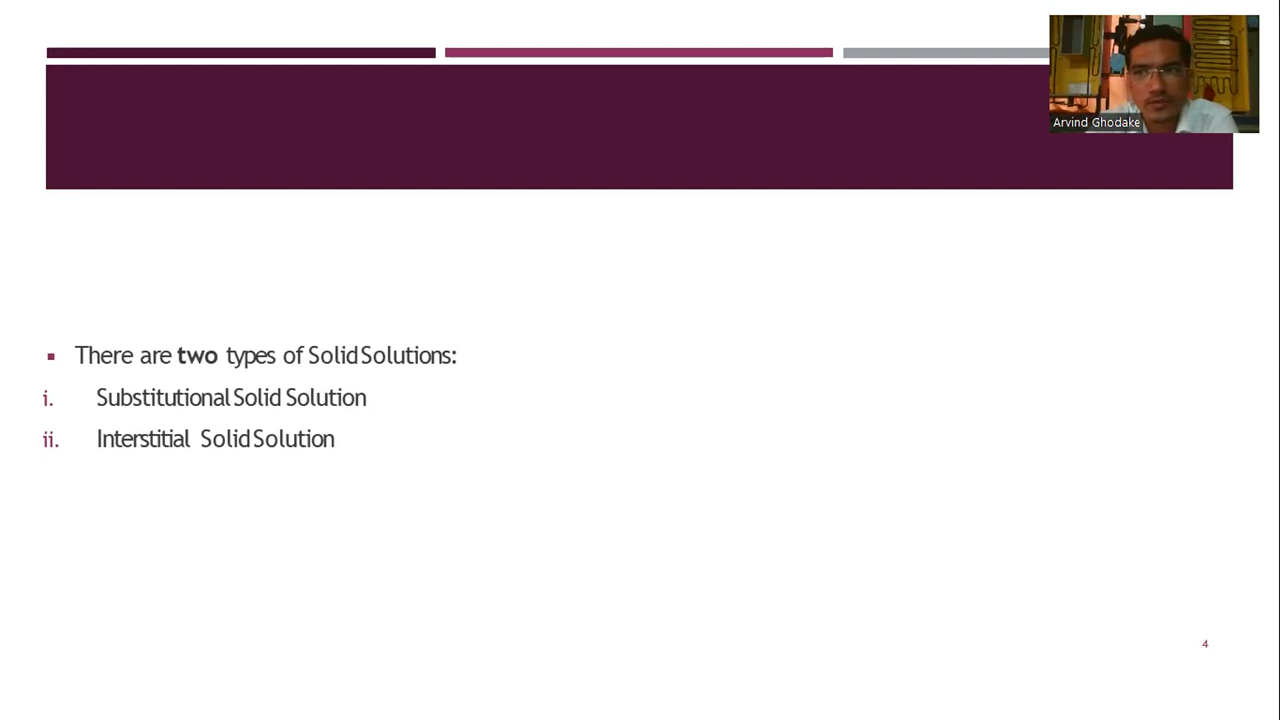 Arvind Ghodake
▪ There are two types of Solid Solutions:
i. Substitutional Solid Solution
ii. Interstitial Solid Solution
4